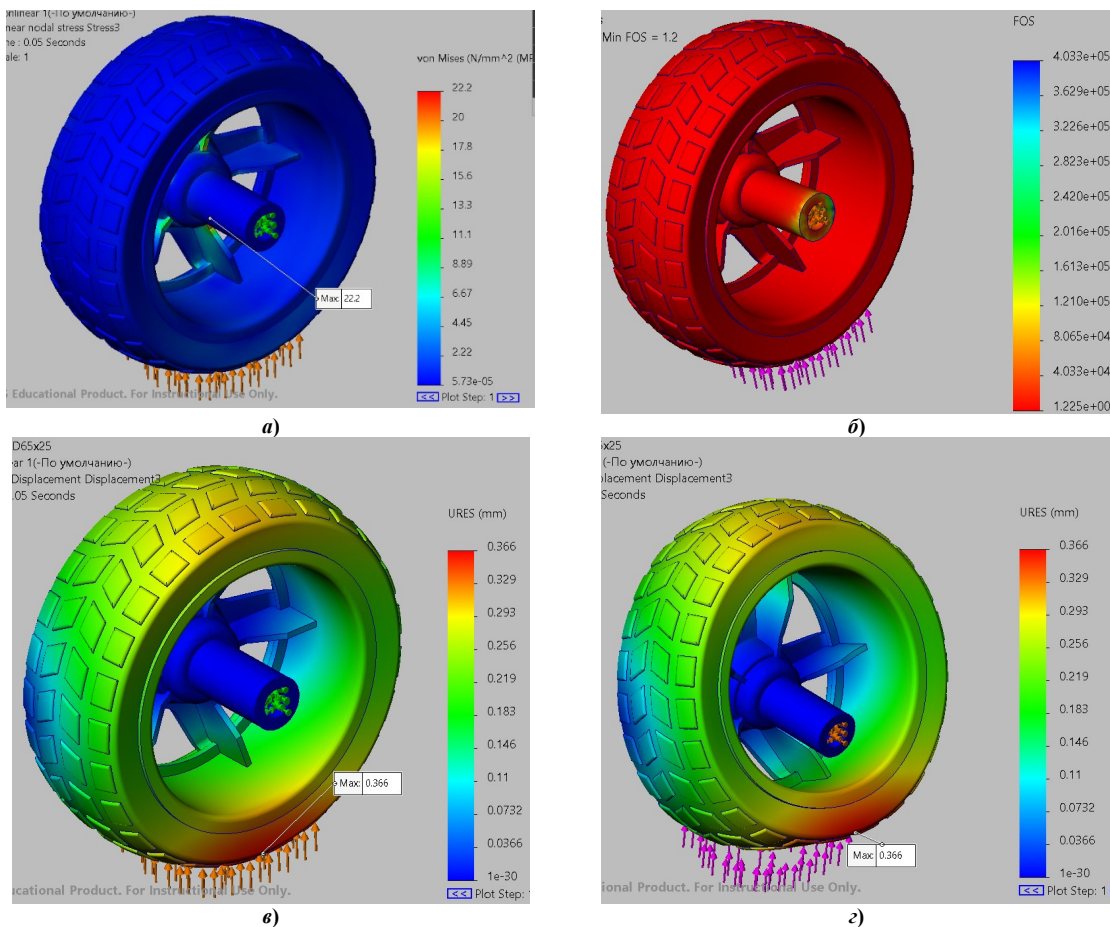 onlinear 1(-По умолчанию-)
near nodal stress Stress3
ne : 0.05 Seconds
cale: 1
von Mises (N/mm^2 (MP
22.2
20
17.8
15.6
13.3
11.1
8.89
6.67
4.45
2.22
5.73e-05
Max: 22.2
S Educational Product. For Instructional Use Only.
<< Plot Step: 1 >>
а)
s
Min FOS = 1.2
FOS
4.033e+05
3.629e+05
3.226e+05
2.823e+05
2.420e+05
2.016e+05
1.613e+05
1.210e+05
8.065e+04
4.033e+04
1.225e+00
б)
D65x25
ar 1(-По умолчанию-)
Displacement Displacement3
.05 Seconds
URES (mm)
0.366
0.329
0.293
0.256
0.22
0.183
0.146
0.11
0.0732
0.0366
1e-30
Max: 0.366
ucational Product. For Instructional Use Only.
<< Plot Step:
в)
x25
(-По умолчанию-)
lacement Displacement3
Seconds
URES (mm)
0.366
0.329
0.293
0.256
0.22
0.183
0.146
0.11
0.0732
0.0366
1e-30
Max: 0.366
ional Product. For Instructional Use Only.
<< Plot Step: 1
г)